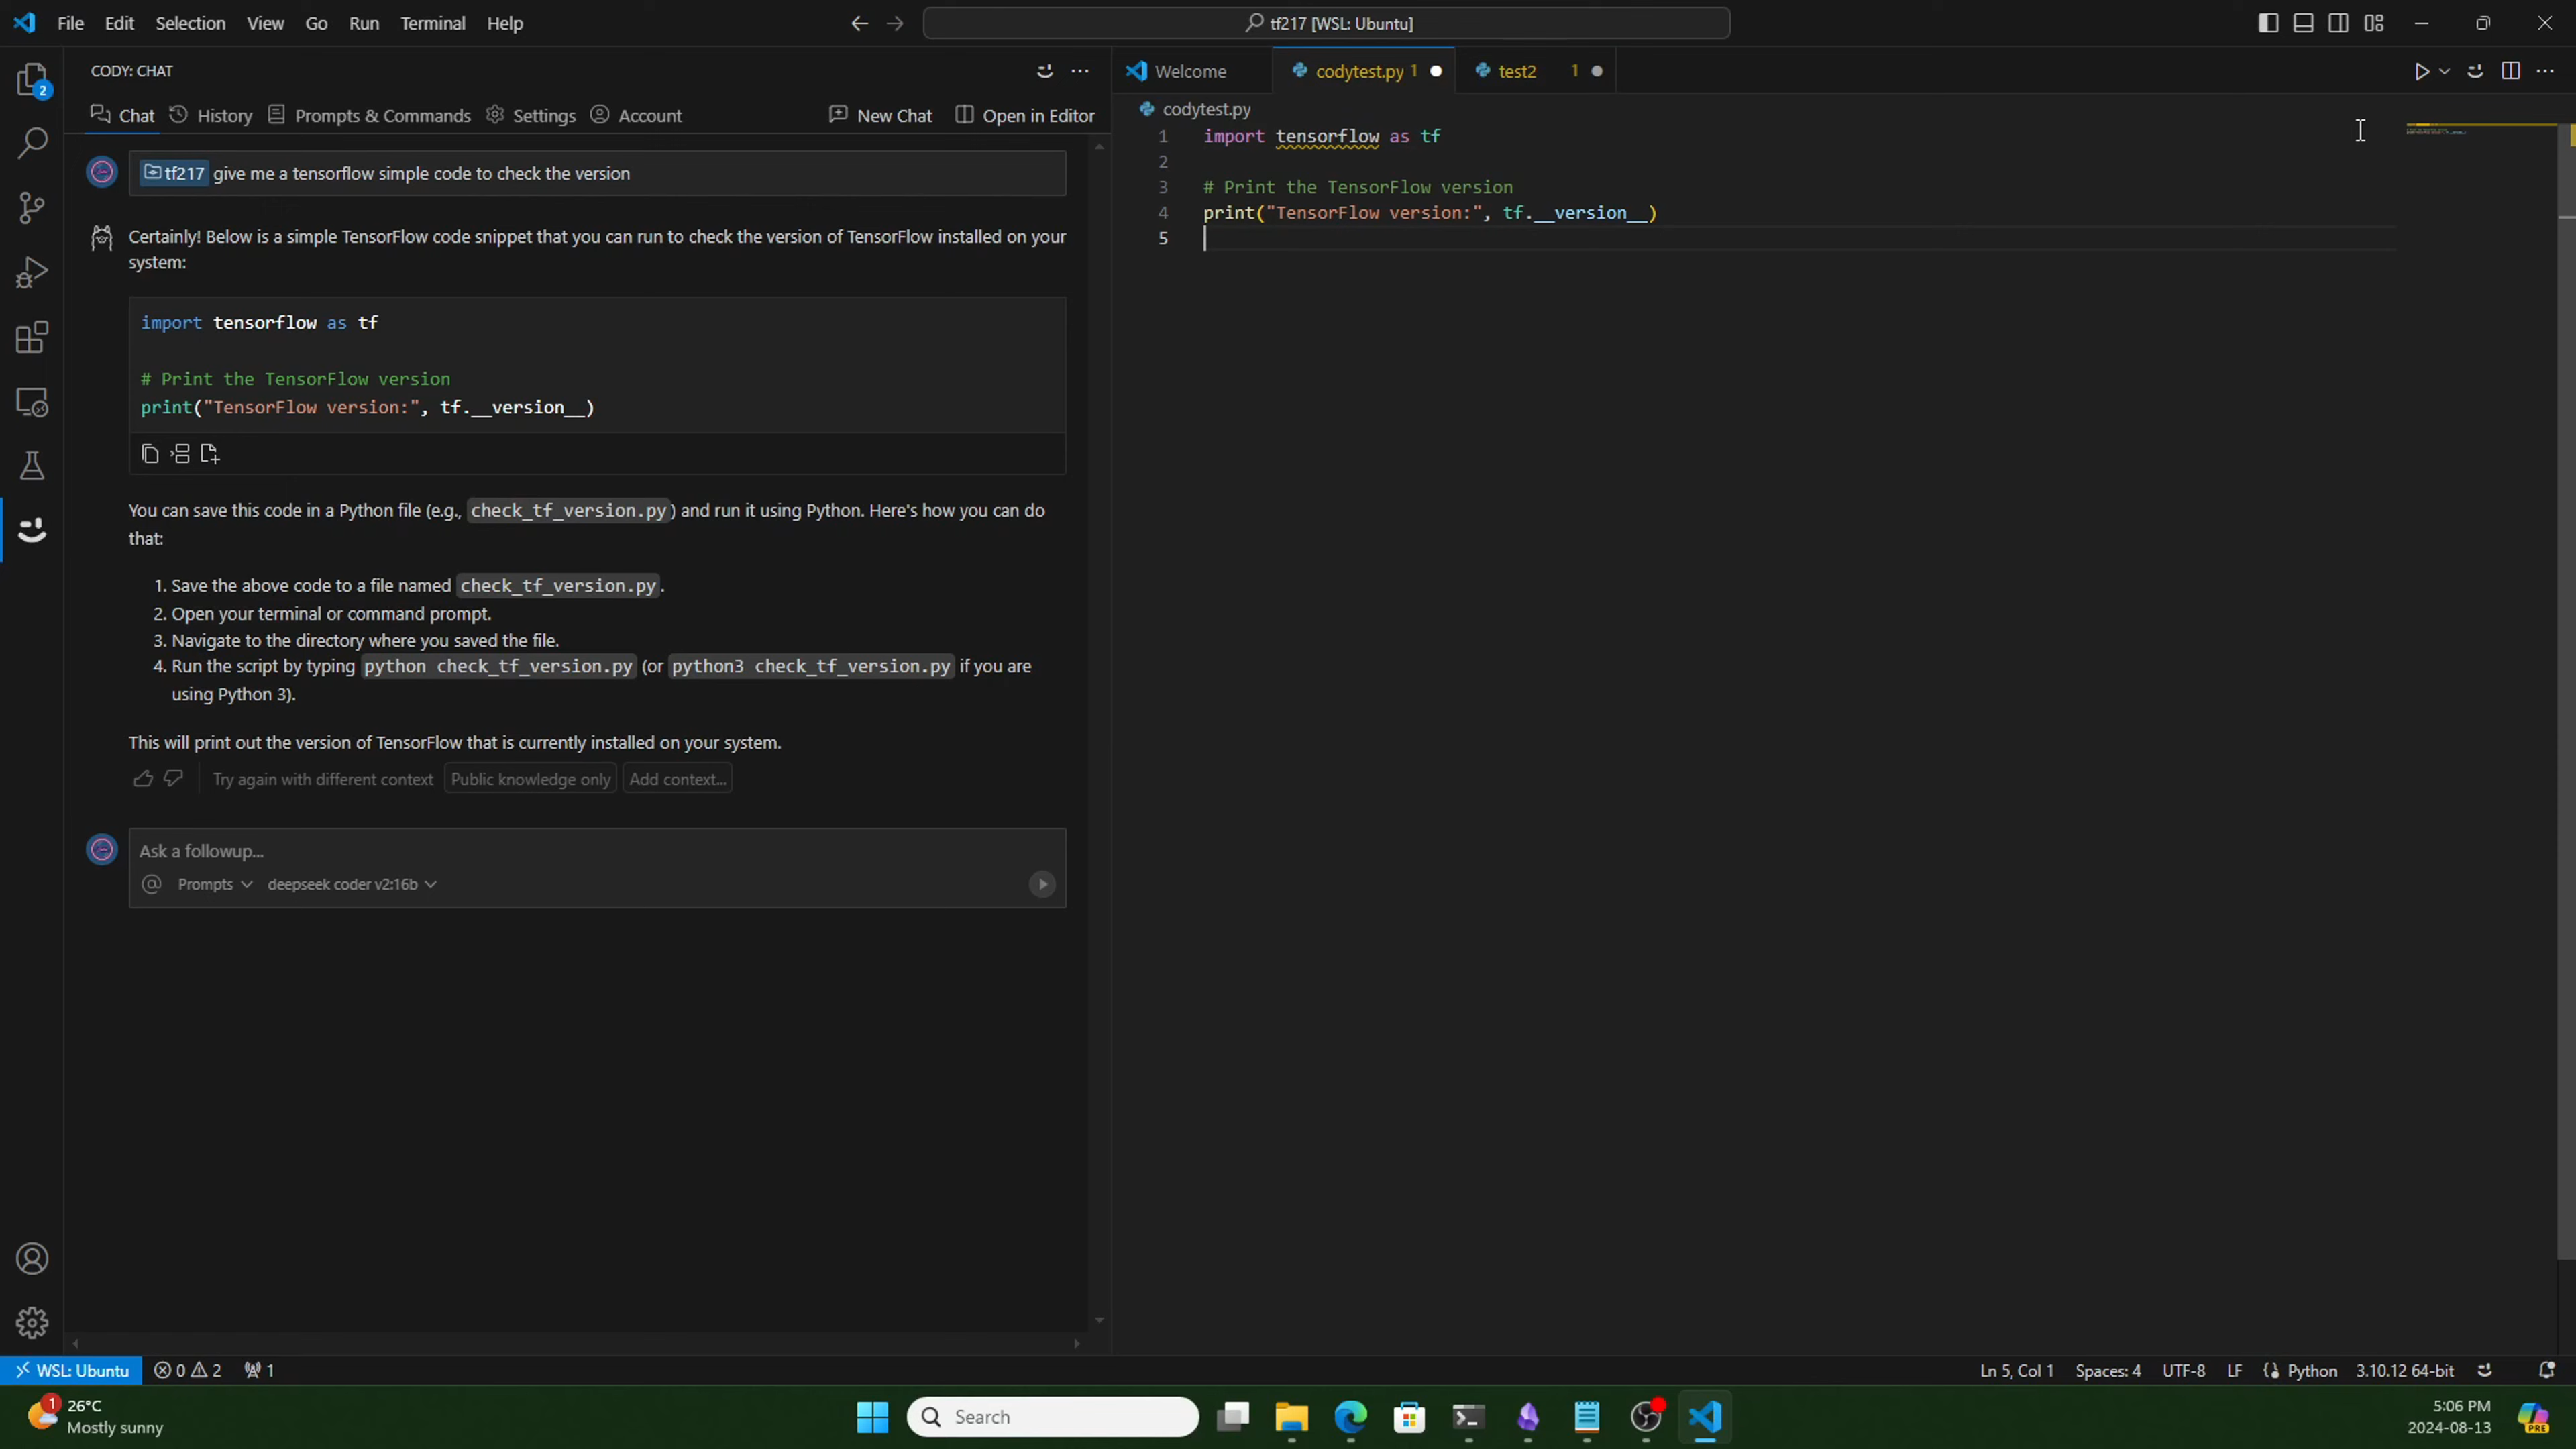 File Edit Selection View Go Run Terminal Help
tf217 [WSL: Ubuntu]
2
CODY: CHAT
Chat History Prompts & Commands Settings Account New Chat Open in Editor
tf217 give me a tensorflow simple code to check the version
Certainly! Below is a simple TensorFlow code snippet that you can run to check the version of TensorFlow installed on your
system:
import tensorflow as tf
# Print the TensorFlow version
print("TensorFlow version:", tf.__version__)
You can save this code in a Python file (e.g., check_tf_version.py) and run it using Python. Here's how you can do
that:
1. Save the above code to a file named check_tf_version.py.
2. Open your terminal or command prompt.
3. Navigate to the directory where you saved the file.
4. Run the script by typing python check_tf_version.py (or python3 check_tf_version.py if you are
using Python 3).
This will print out the version of TensorFlow that is currently installed on your system.
Try again with different context Public knowledge only Add context...
Ask a followup...
@ Prompts deepseek coder v2:16b
Welcome codytest.py 1 test2 1
codytest.py
1 import tensorflow as tf
2
3 # Print the TensorFlow version
4 print("TensorFlow version:", tf.__version__)
5
WSL: Ubuntu 0 2 1
Ln 5, Col 1 Spaces: 4 UTF-8 LF Python 3.10.12 64-bit
1
26°C
Mostly sunny
Search
5:06 PM
2024-08-13
PRE